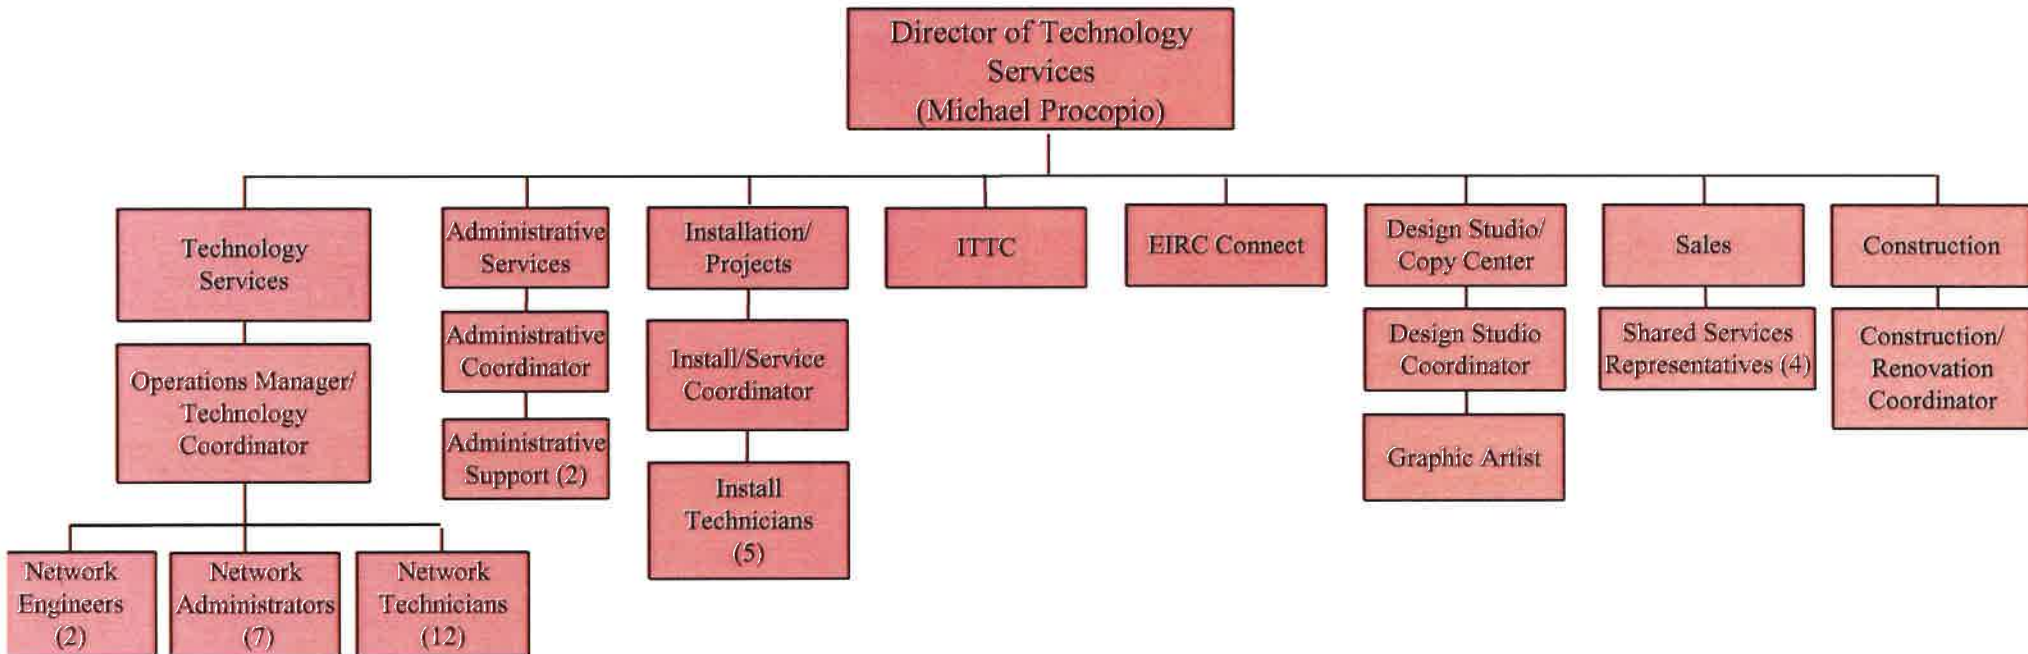 Director of Technology
Services
(Michael Procopio)
Technology
Services
Administrative
Services
Installation/
Projects
ITTC
EIRC Connect
Design Studio/
Copy Center
Sales
Construction
Operations Manager/
Technology
Coordinator
Administrative
Coordinator
Install/Service
Coordinator
Design Studio
Coordinator
Shared Services
Representatives (4)
Construction/
Renovation
Coordinator
Administrative
Support (2)
Install
Technicians
(5)
Graphic Artist
Network
Engineers
(2)
Network
Administrators
(7)
Network
Technicians
(12)